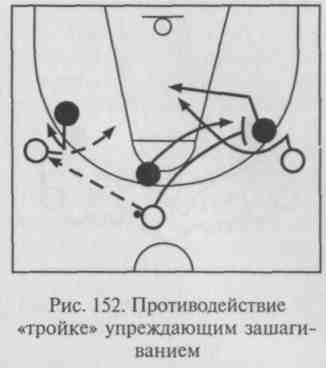 Рис. 152. Противодействие
«тройке» упреждающим зашаги-
ванием